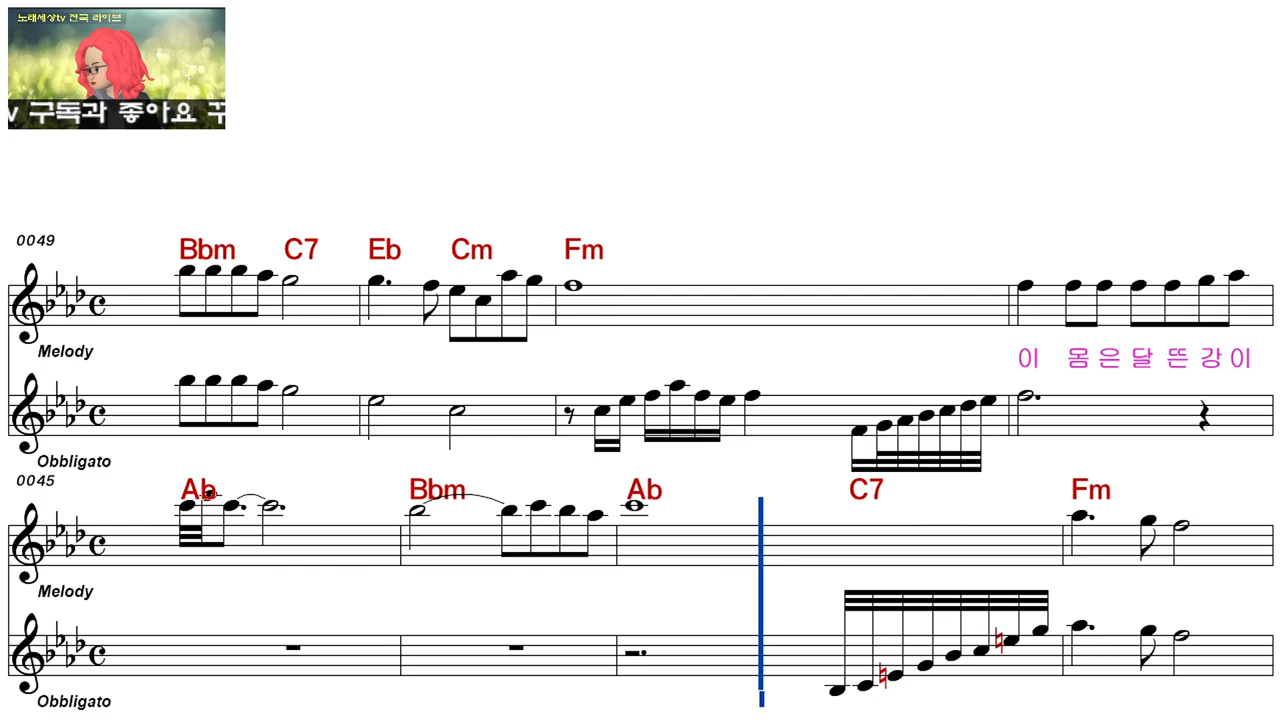 노래세상tv 전국 라이브
v 구독과 좋아요 꾸
0049
Bbm C7 Eb Cm Fm
Melody
이 몸 은 달 뜬 강 이
Obbligato
0045
Ab Bbm Ab C7 Fm
Melody
Obbligato